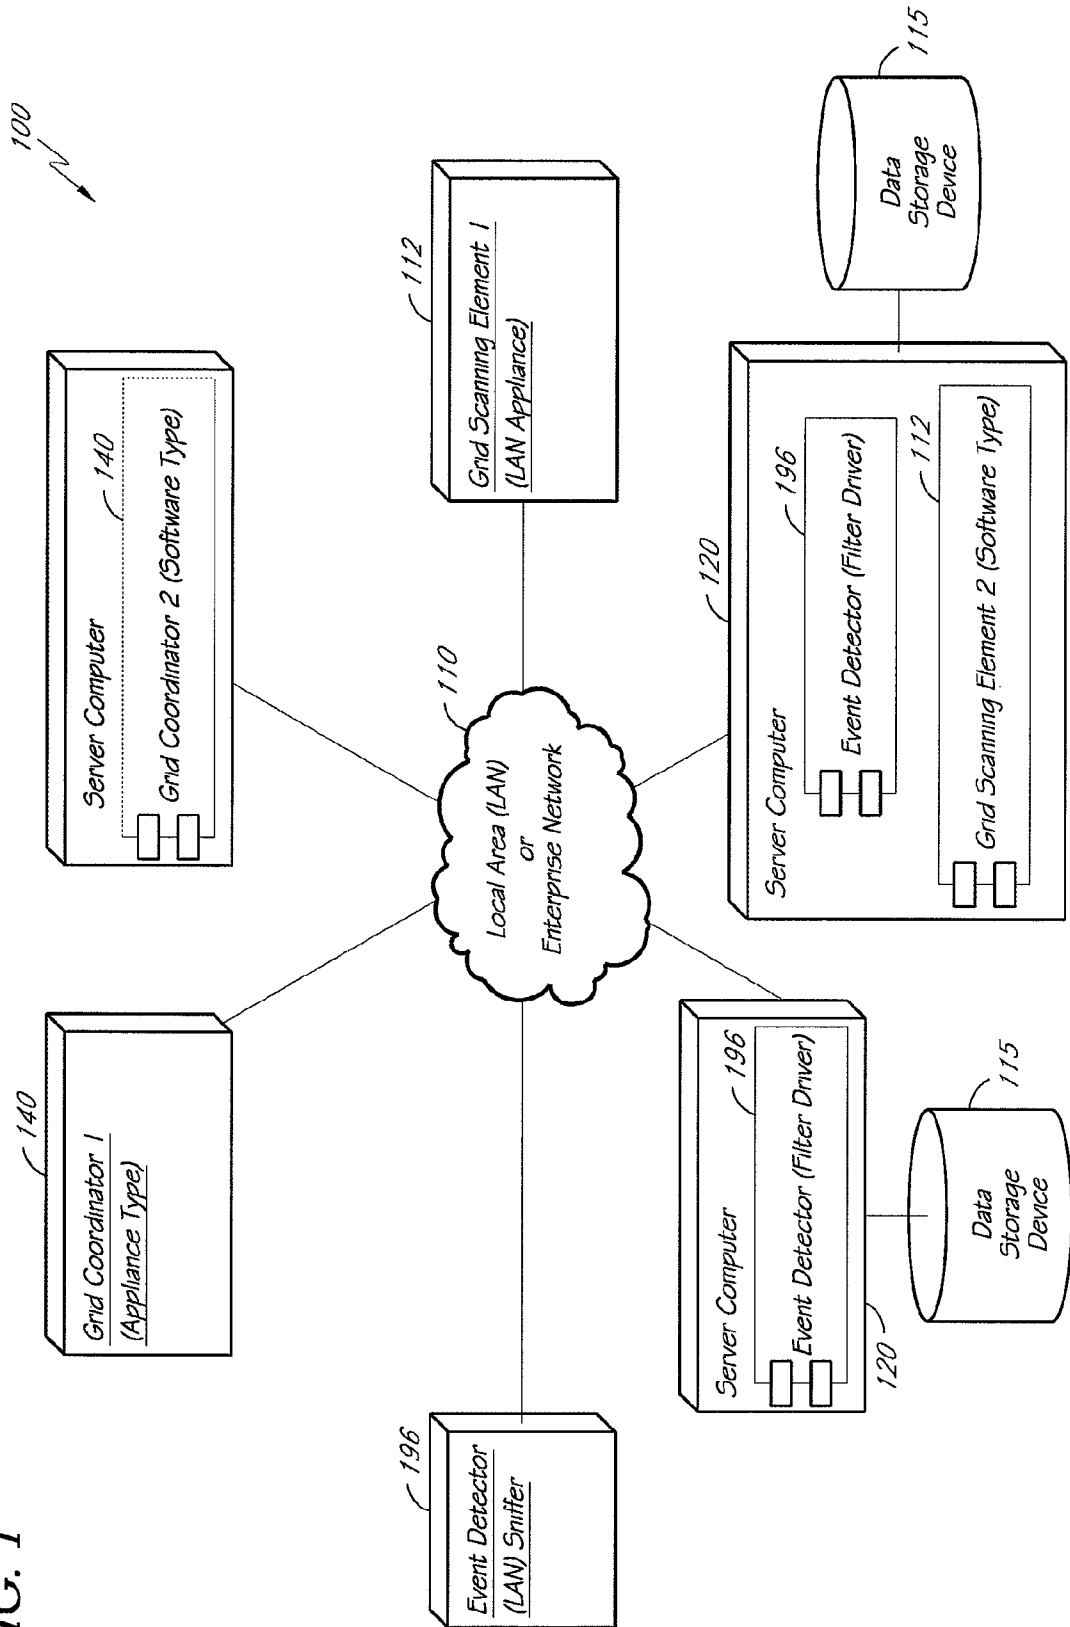 IG. 1
100
140
Grid Coordinator 1
(Appliance Type)
Server Computer
140
Grid Coordinator 2 (Software Type)
196
Event Detector
(LAN) Sniffer
110
Local Area (LAN)
or
Enterprise Network
112
Grid Scanning Element 1
(LAN Appliance)
Server Computer
196
Event Detector (Filter Driver)
120
115
Data
Storage
Device
120
Server Computer
196
Event Detector (Filter Driver)
112
Grid Scanning Element 2 (Software Type)
115
Data
Storage
Device